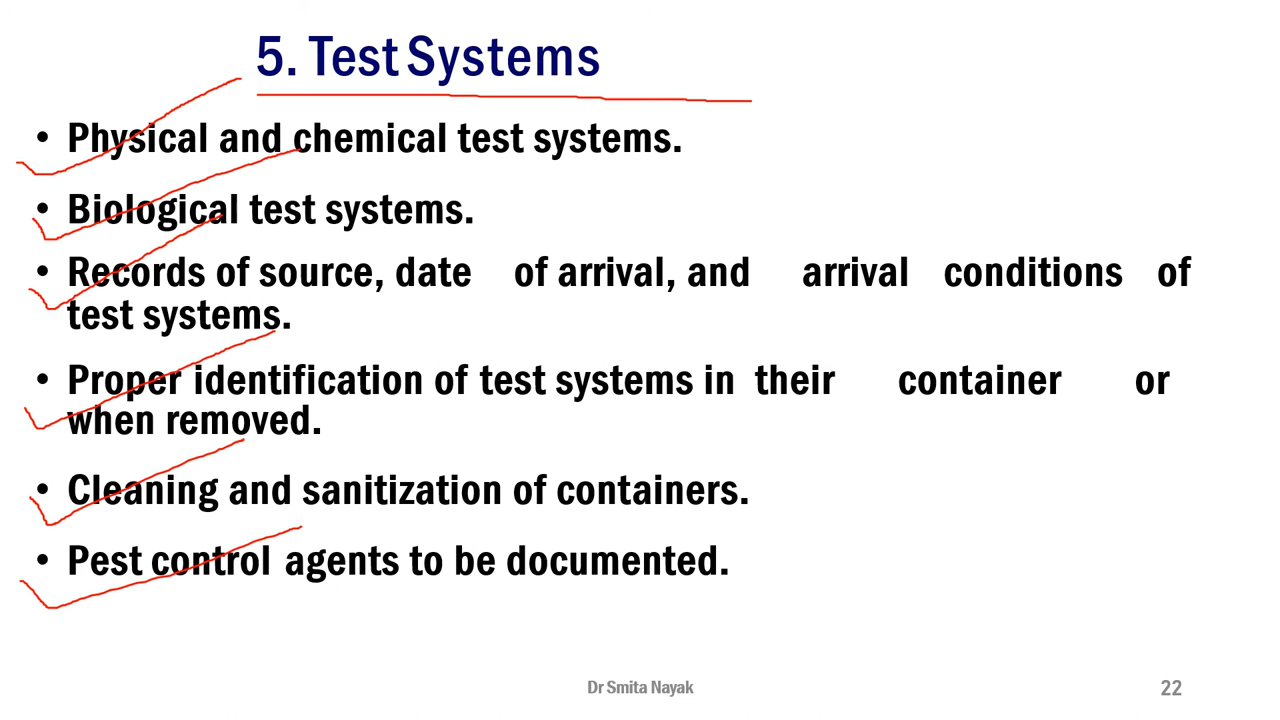 5. Test Systems
• Physical and chemical test systems.
• Biological test systems.
• Records of source, date of arrival, and arrival conditions of
test systems.
• Proper identification of test systems in their container or
when removed.
• Cleaning and sanitization of containers.
• Pest control agents to be documented.
Dr Smita Nayak
22